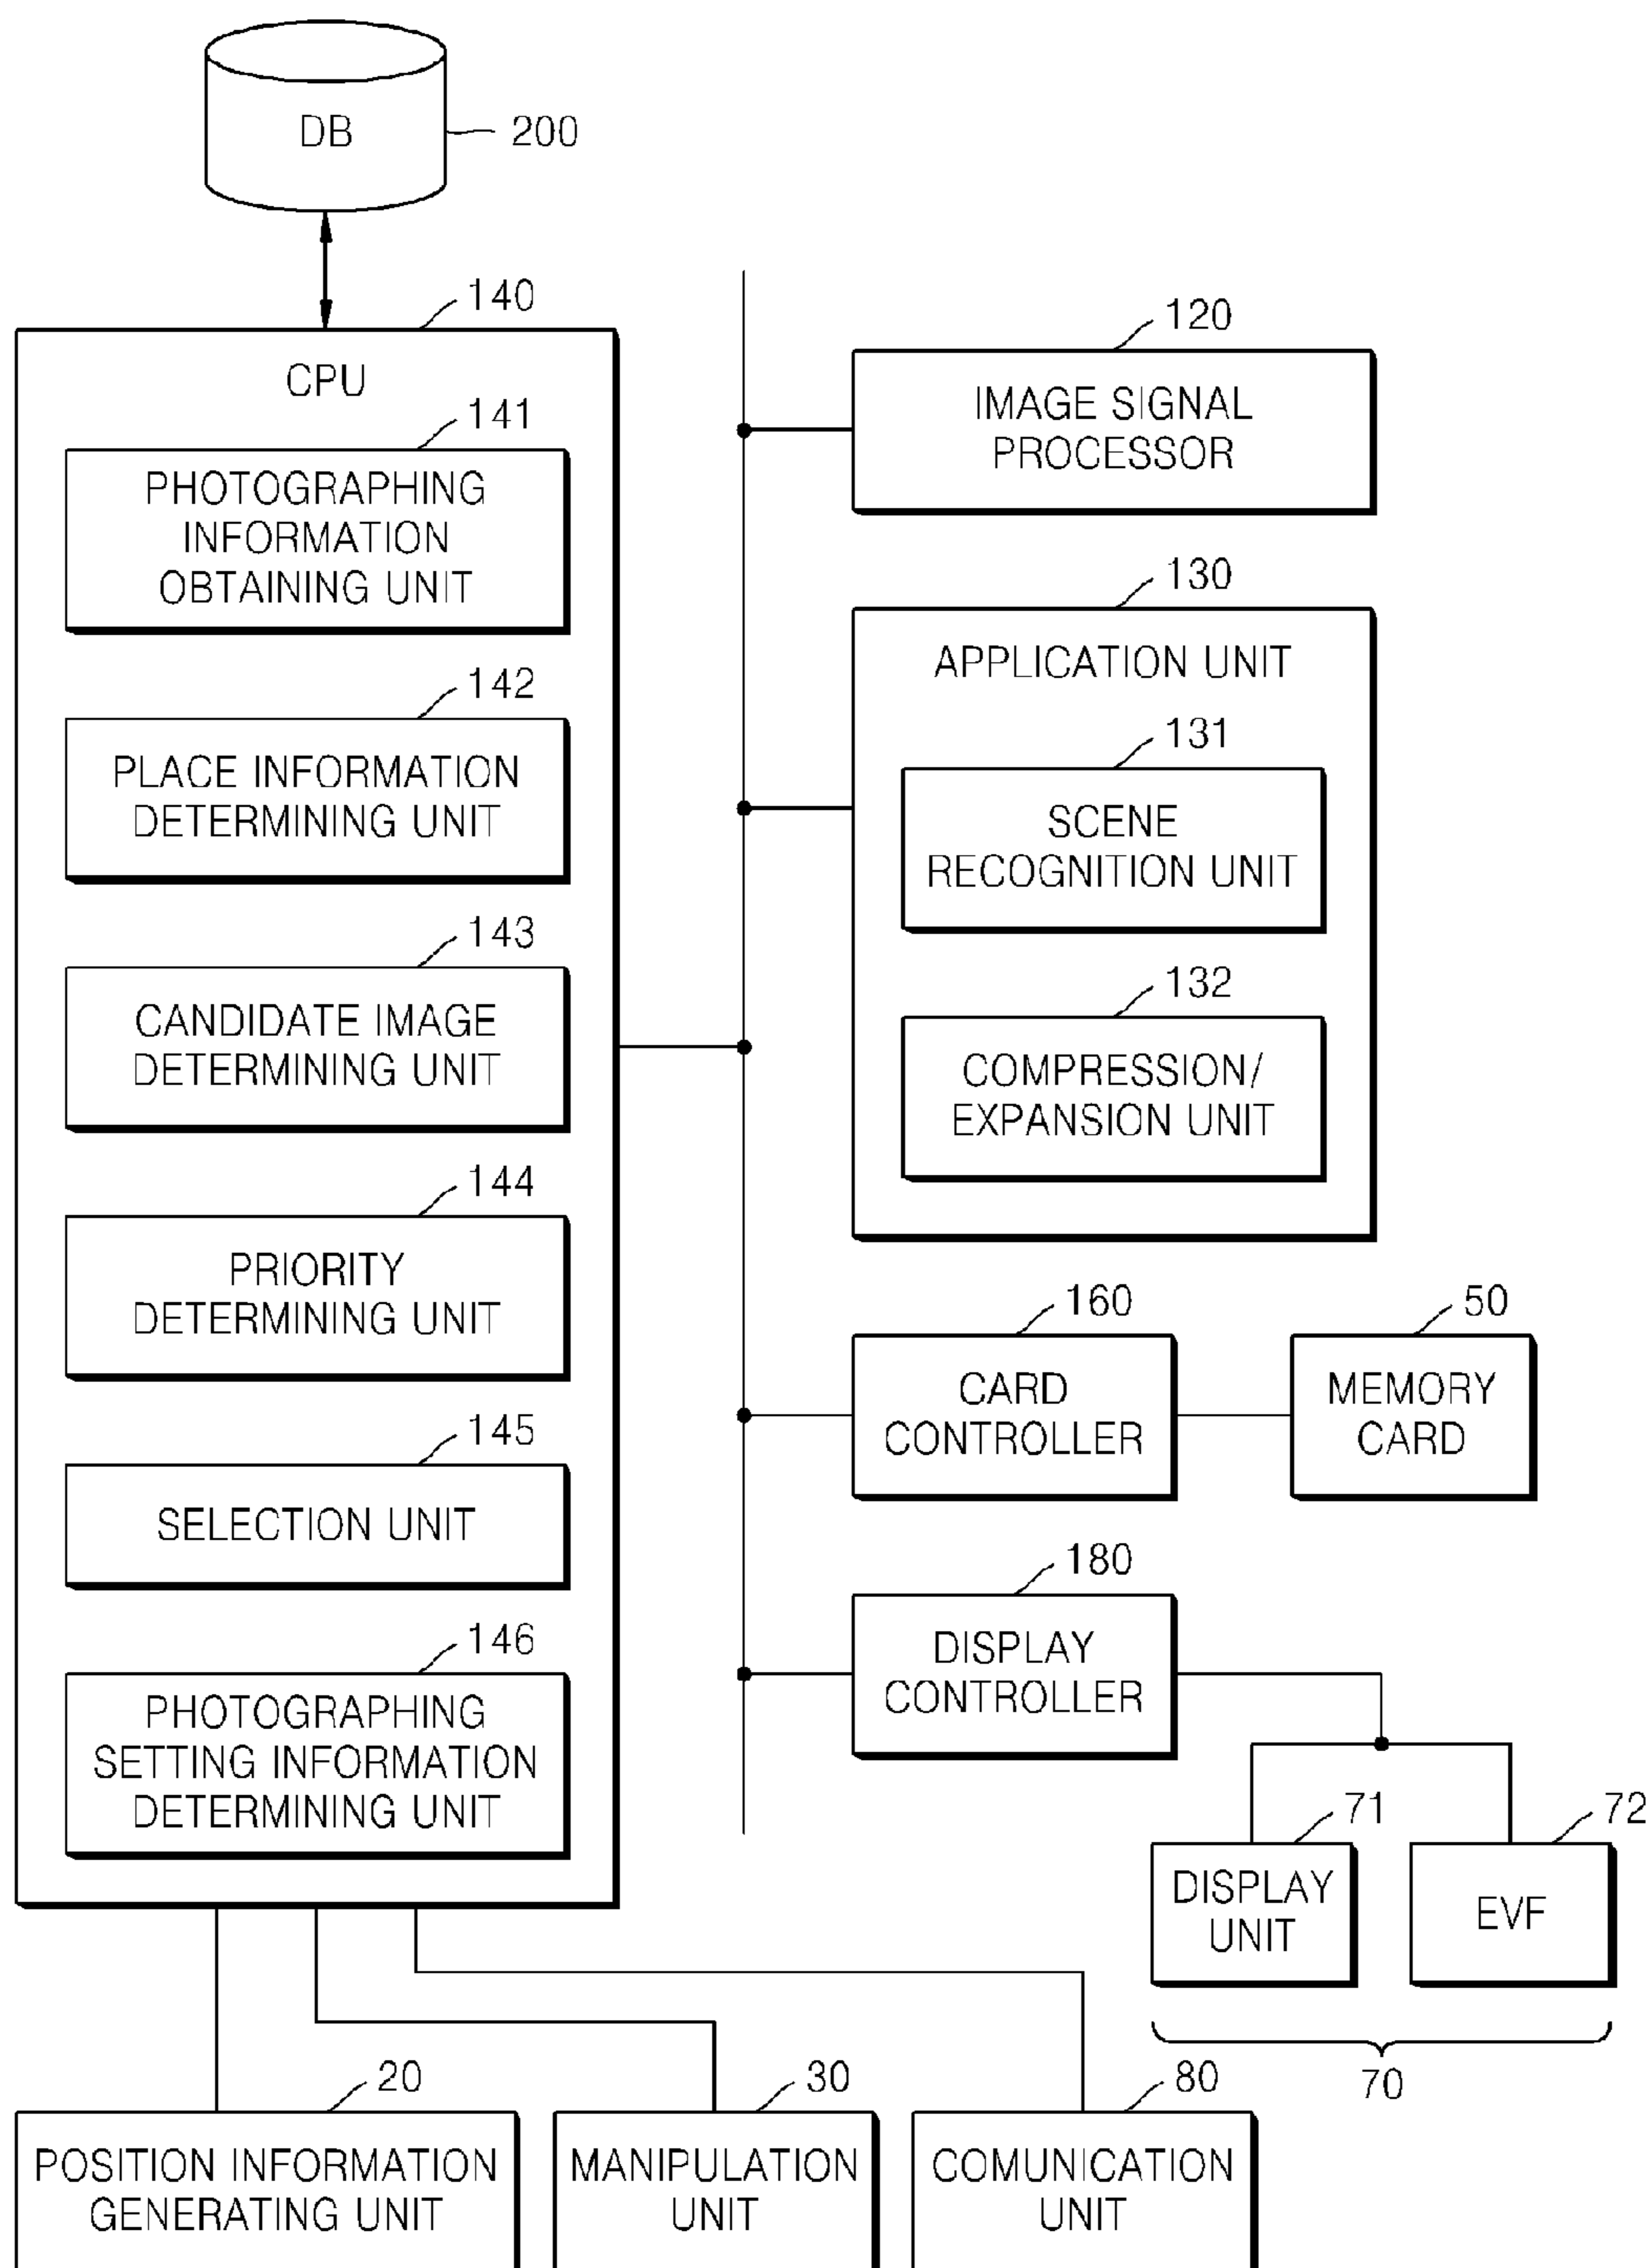 DB
200
140
CPU
141
PHOTOGRAPHING
INFORMATION
OBTAINING UNIT
142
PLACE INFORMATION
DETERMINING UNIT
143
CANDIDATE IMAGE
DETERMINING UNIT
144
PRIORITY
DETERMINING UNIT
145
SELECTION UNIT
146
PHOTOGRAPHING
SETTING INFORMATION
DETERMINING UNIT
120
IMAGE SIGNAL
PROCESSOR
130
APPLICATION UNIT
131
SCENE
RECOGNITION UNIT
132
COMPRESSION/
EXPANSION UNIT
160
CARD
CONTROLLER
50
MEMORY
CARD
180
DISPLAY
CONTROLLER
71
DISPLAY
UNIT
72
EVF
70
20
POSITION INFORMATION
GENERATING UNIT
30
MANIPULATION
UNIT
80
COMUNICATION
UNIT